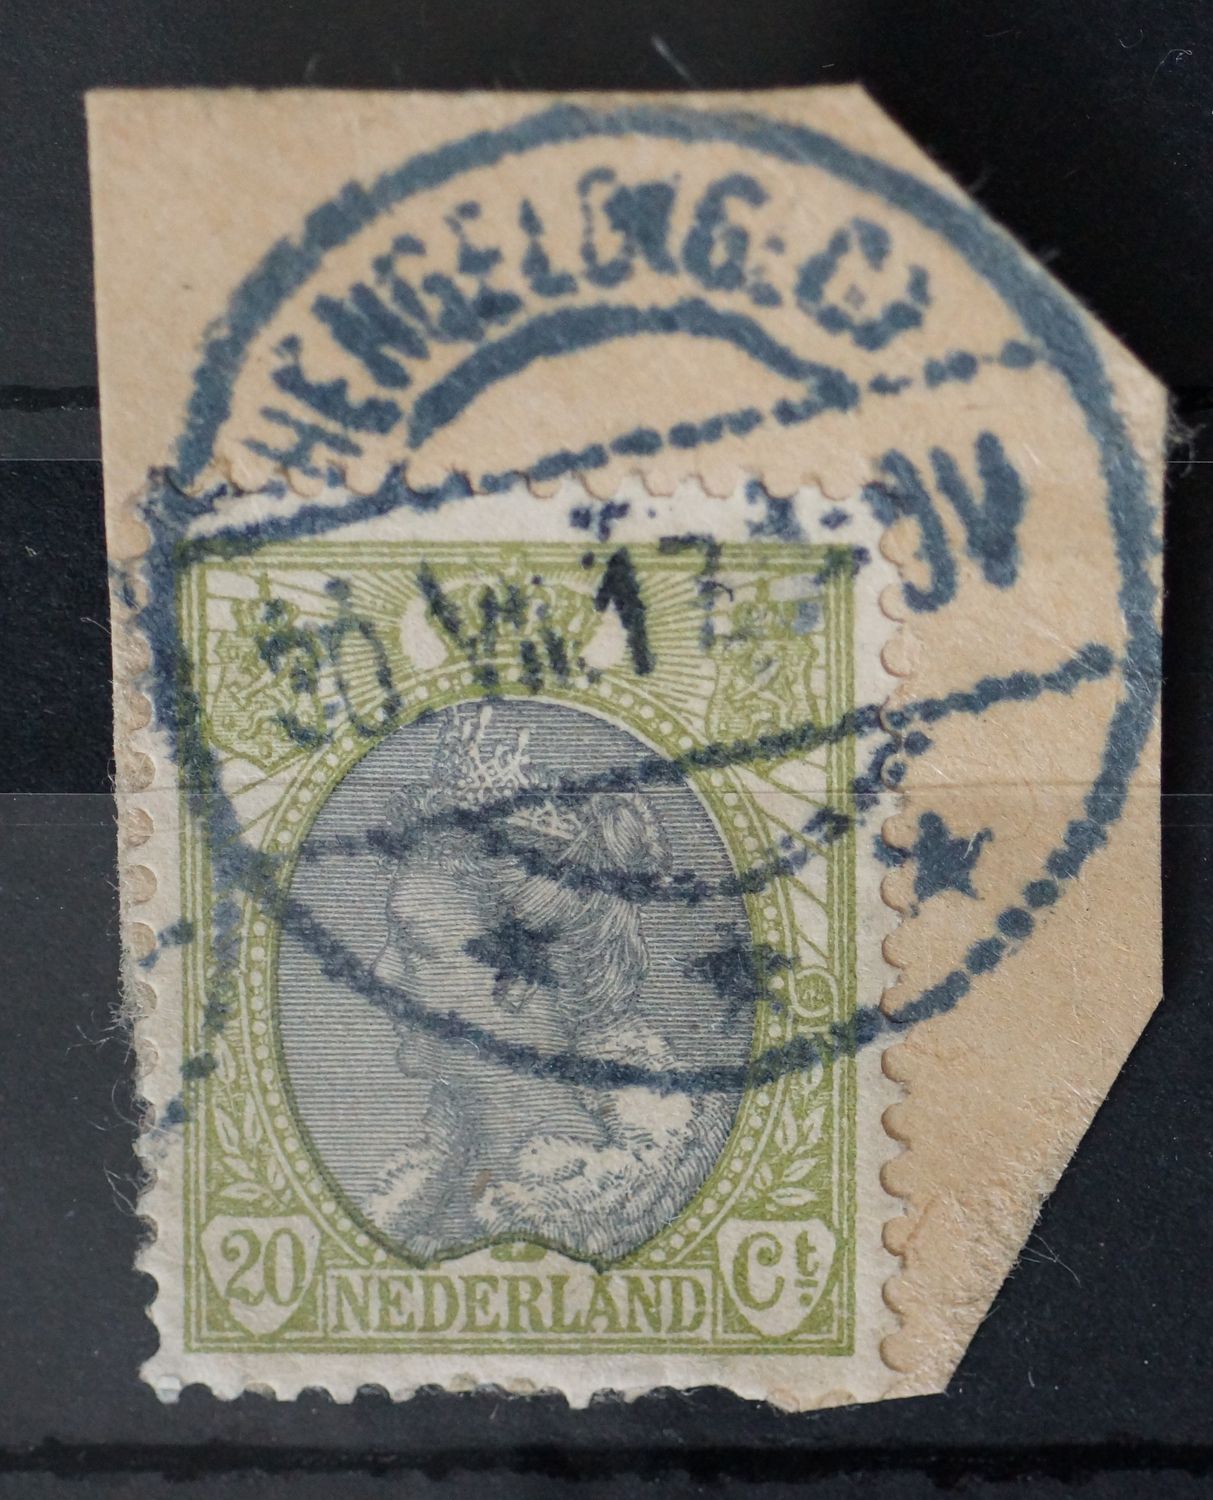 HENGELO (G:C)
20 Ct.
NEDERLAND